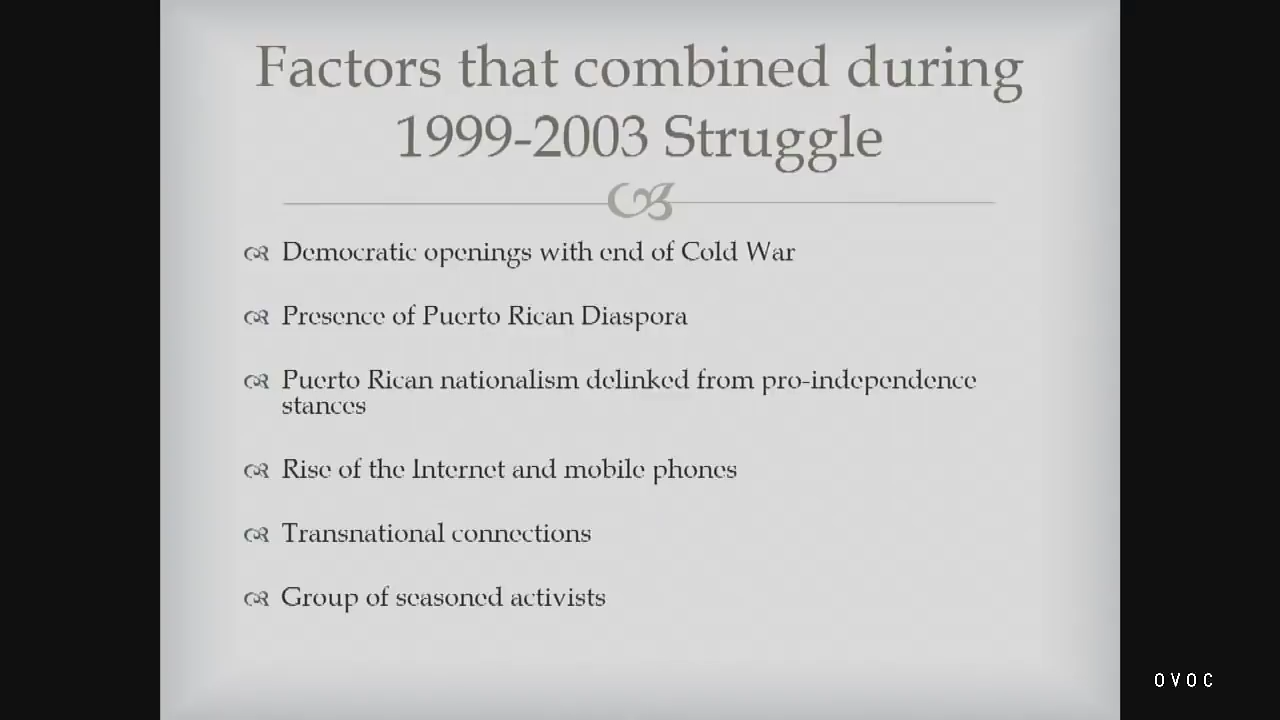 Factors that combined during
1999-2003 Struggle
Democratic openings with end of Cold War
Presence of Puerto Rican Diaspora
Puerto Rican nationalism delinked from pro-independence
stances
Rise of the Internet and mobile phones
Transnational connections
Group of seasoned activists
OVOC